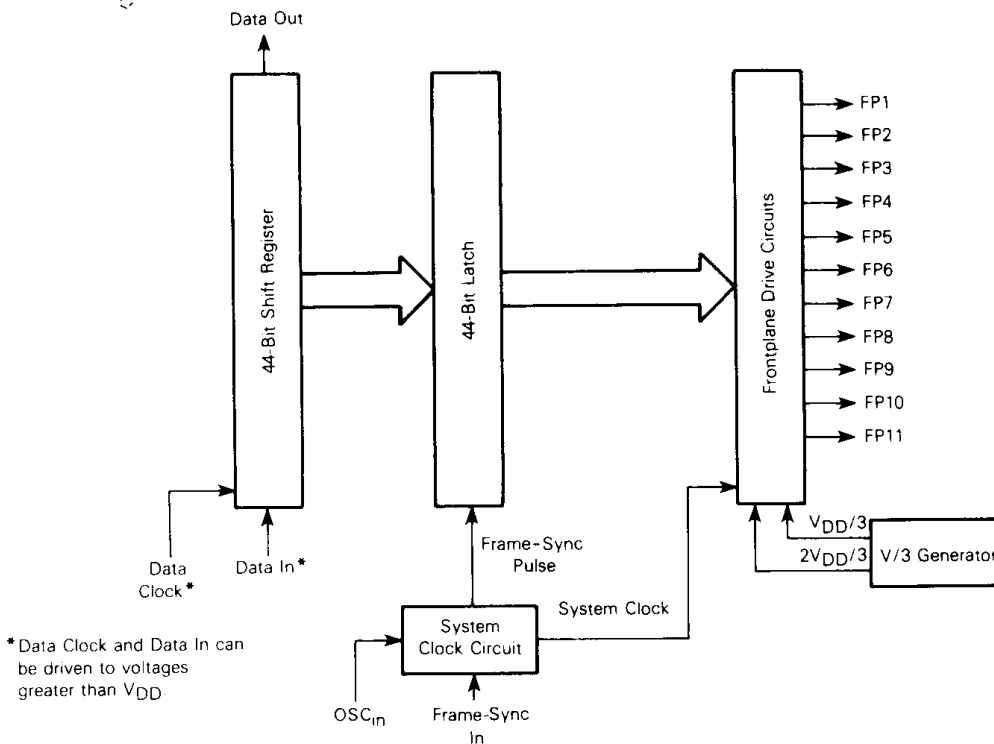 Data Out
44-Bit Shift Register
44-Bit Latch
Frontplane Drive Circuits
FP1
FP2
FP3
FP4
FP5
FP6
FP7
FP8
FP9
FP10
FP11
Data
Clock*
Data In*
Frame-Sync
Pulse
System Clock
VDD/3
2VDD/3
V/3 Generator
System
Clock Circuit
OSCin
Frame-Sync
In
*Data Clock and Data In can
be driven to voltages
greater than VDD.